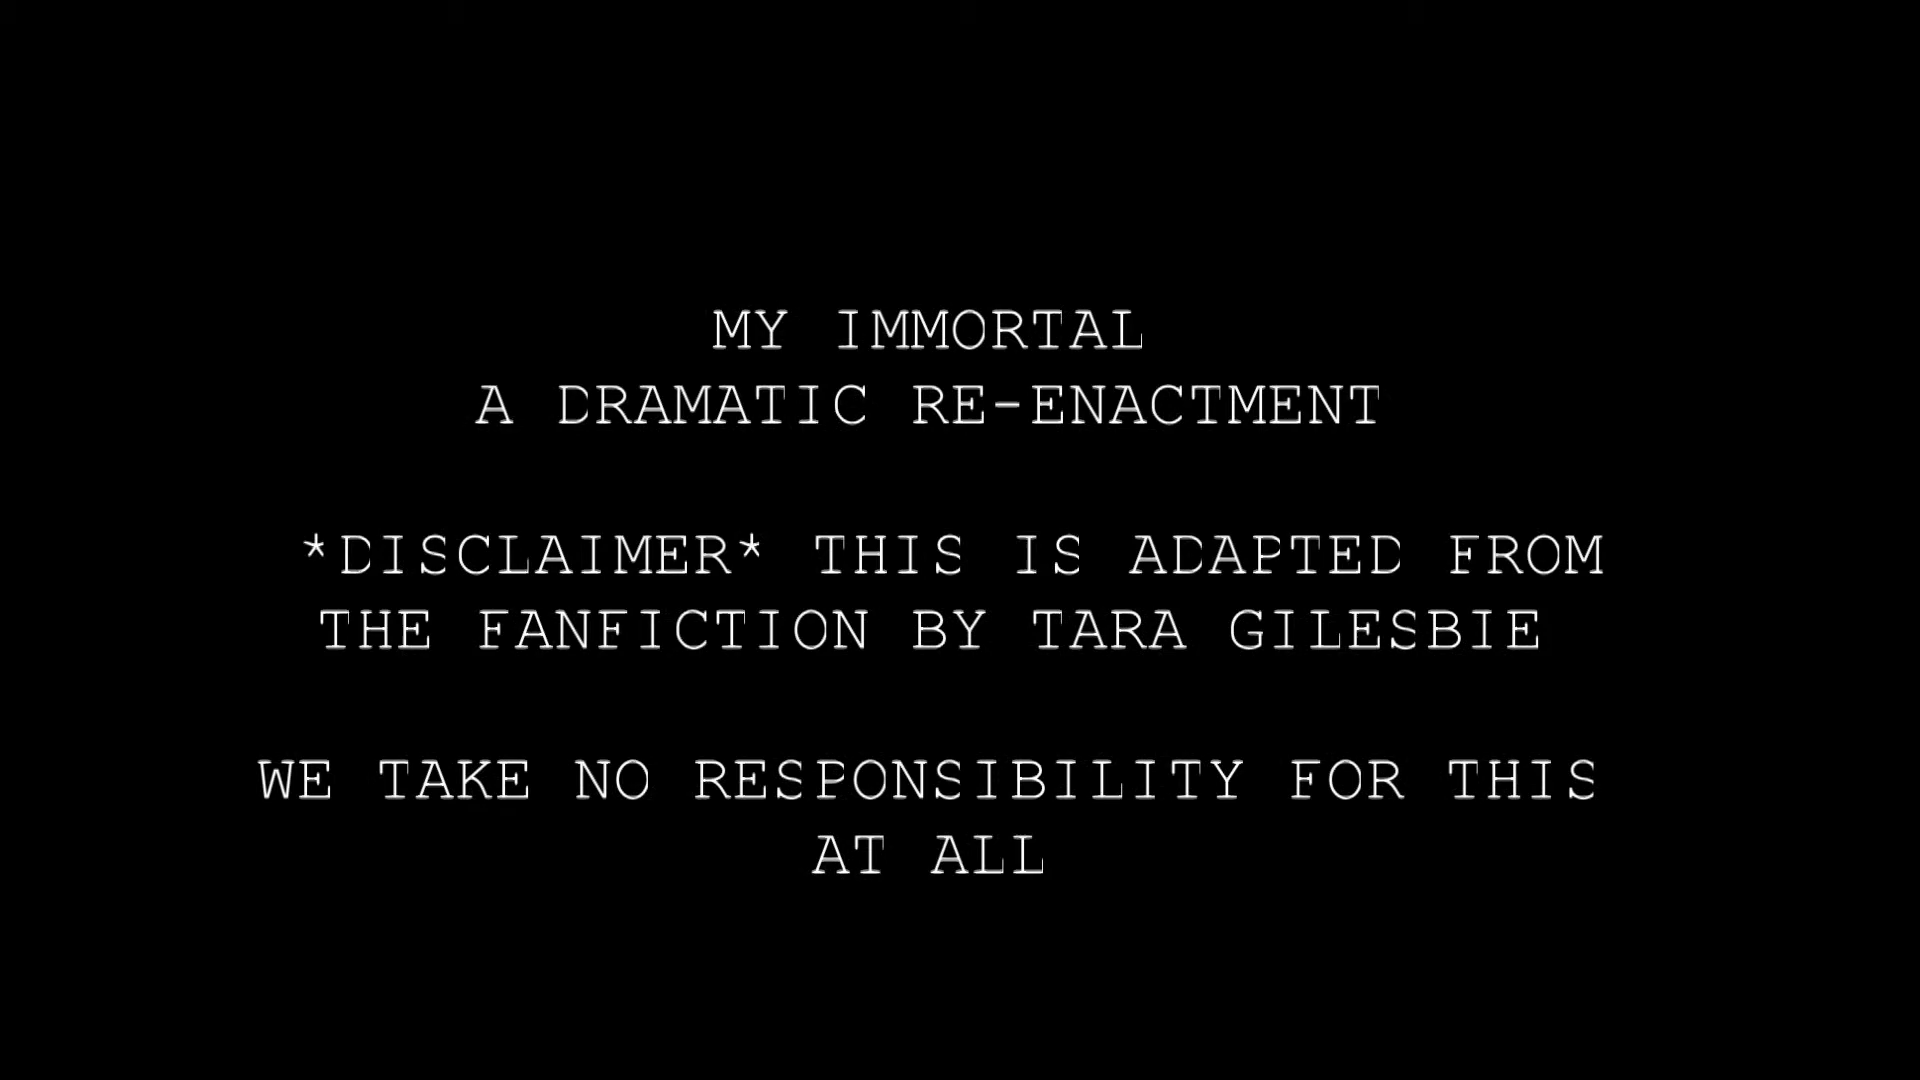 MY IMMORTAL
A DRAMATIC RE-ENACTMENT
*DISCLAIMER* THIS IS ADAPTED FROM
THE FANFICTION BY TARA GILESBIE
WE TAKE NO RESPONSIBILITY FOR THIS
AT ALL